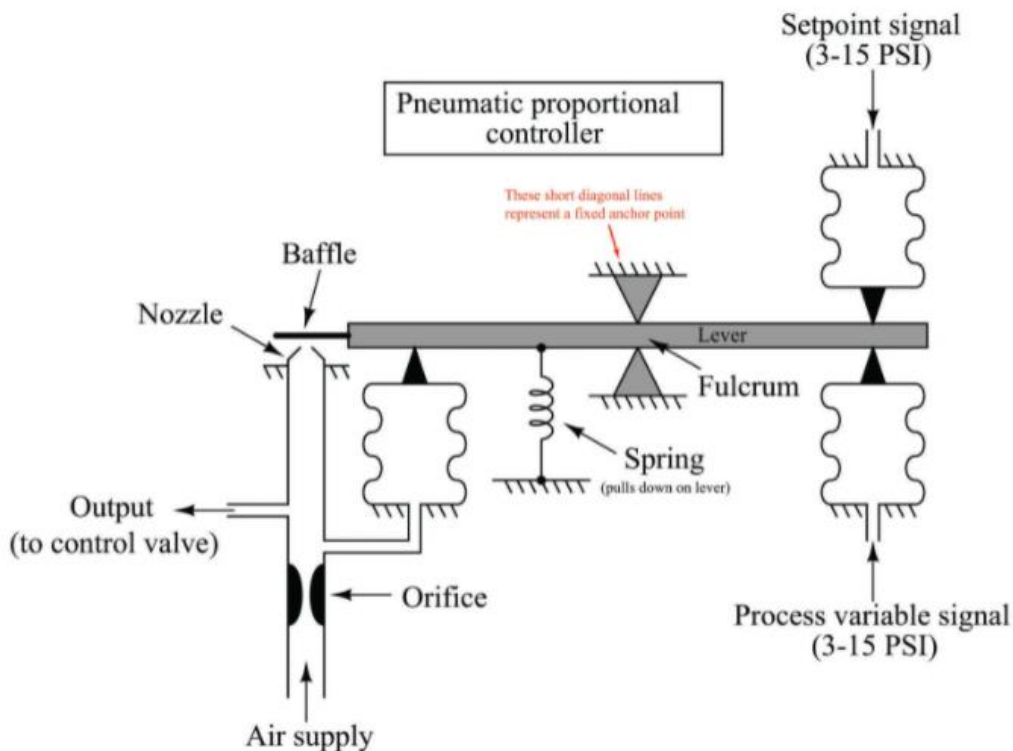 Setpoint signal
(3-15 PSI)
Pneumatic proportional
controller
These short diagonal lines
represent a fixed anchor point
Baffle
Nozzle
Lever
Fulcrum
Spring
(pulls down on lever)
Output
(to control valve)
Orifice
Process variable signal
(3-15 PSI)
Air supply